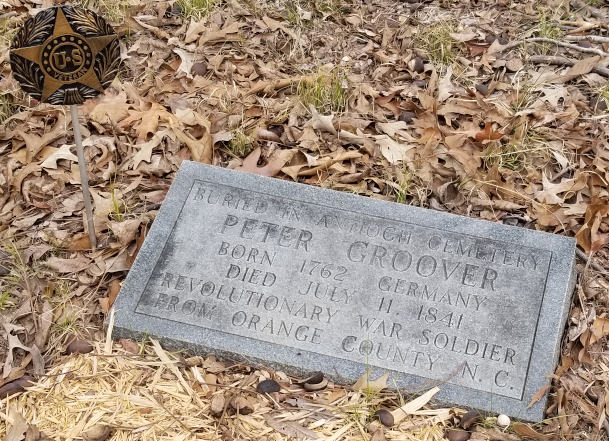 U·S
VETERAN
BURIED IN ANTIOCH CEMETERY
PETER GROOVER
BORN 1762 GERMANY
DIED JULY 11, 1841
REVOLUTIONARY WAR SOLDIER
FROM ORANGE COUNTY N. C.